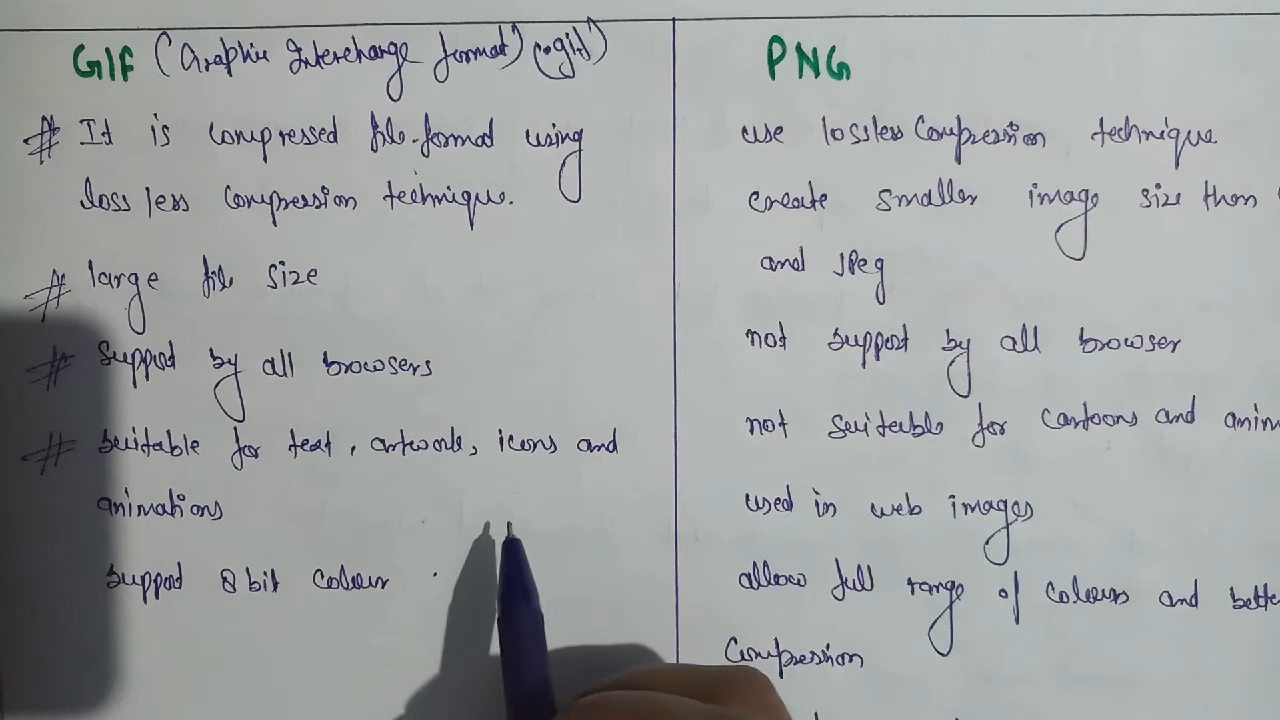 GIF (Graphic Interchange format) (.gif)
# It is compressed file-format using
loss less compression technique.
# large file size
# Support by all browsers
# suitable for text, artwork, icons and
animations
support 8 bit colour
PNG
use lossless Compression technique.
create smaller image size then
and JPeg
not support by all browser
not suitable for cartoons and anim
used in web images
allow full range of colours and bette
Compression